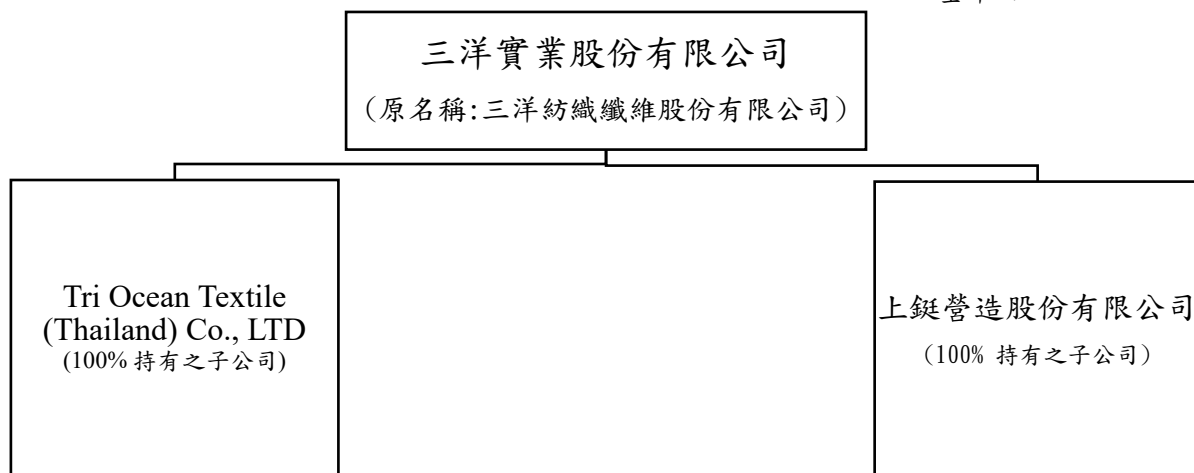 三洋實業股份有限公司
(原名稱:三洋紡織纖維股份有限公司)
Tri Ocean Textile
(Thailand) Co., LTD
(100% 持有之子公司)
上鋌營造股份有限公司
(100% 持有之子公司)